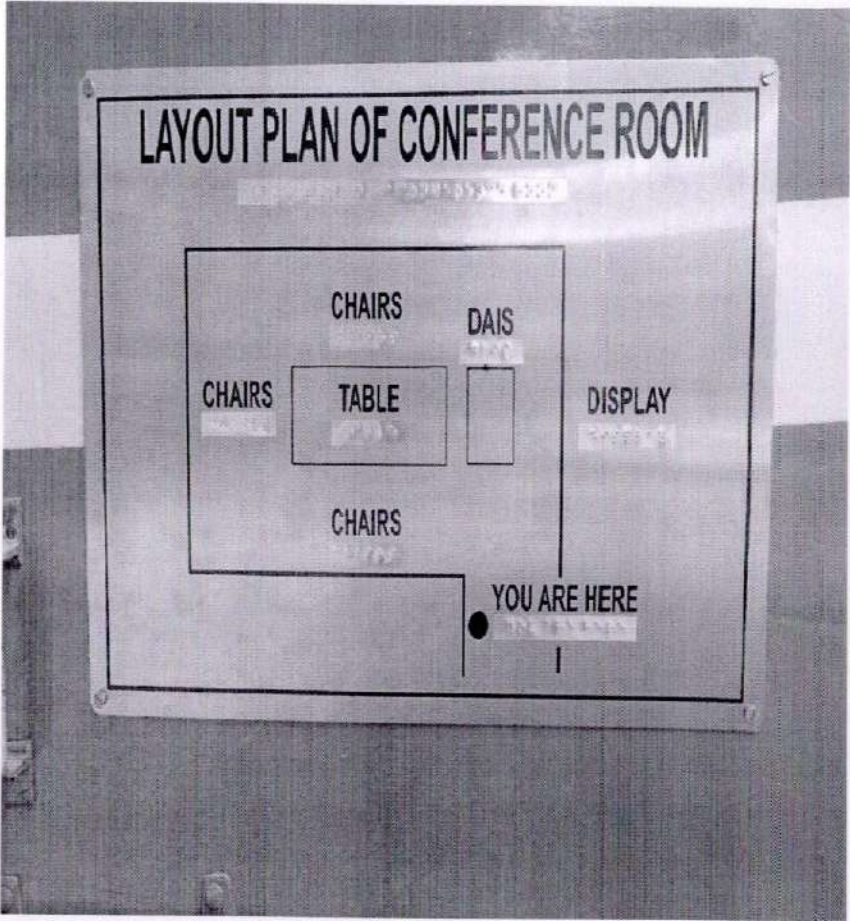 LAYOUT PLAN OF CONFERENCE ROOM
CHAIRS
DAIS
CHAIRS
TABLE
DISPLAY
CHAIRS
YOU ARE HERE